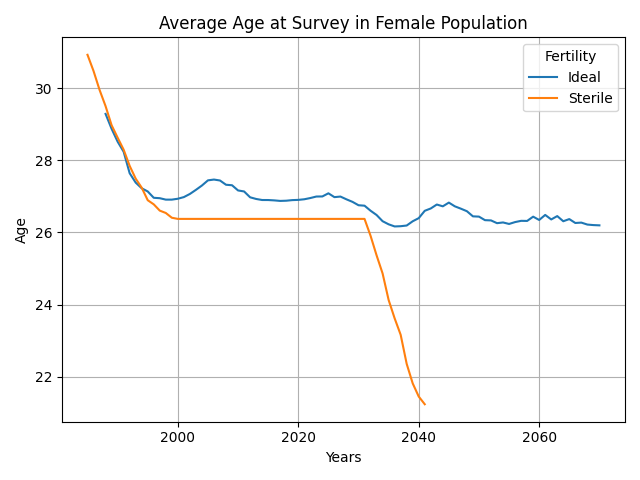 Average Age at Survey in Female Population
Fertility
Ideal
Sterile
Age
30
28
26
24
22
2000
2020
2040
2060
Years